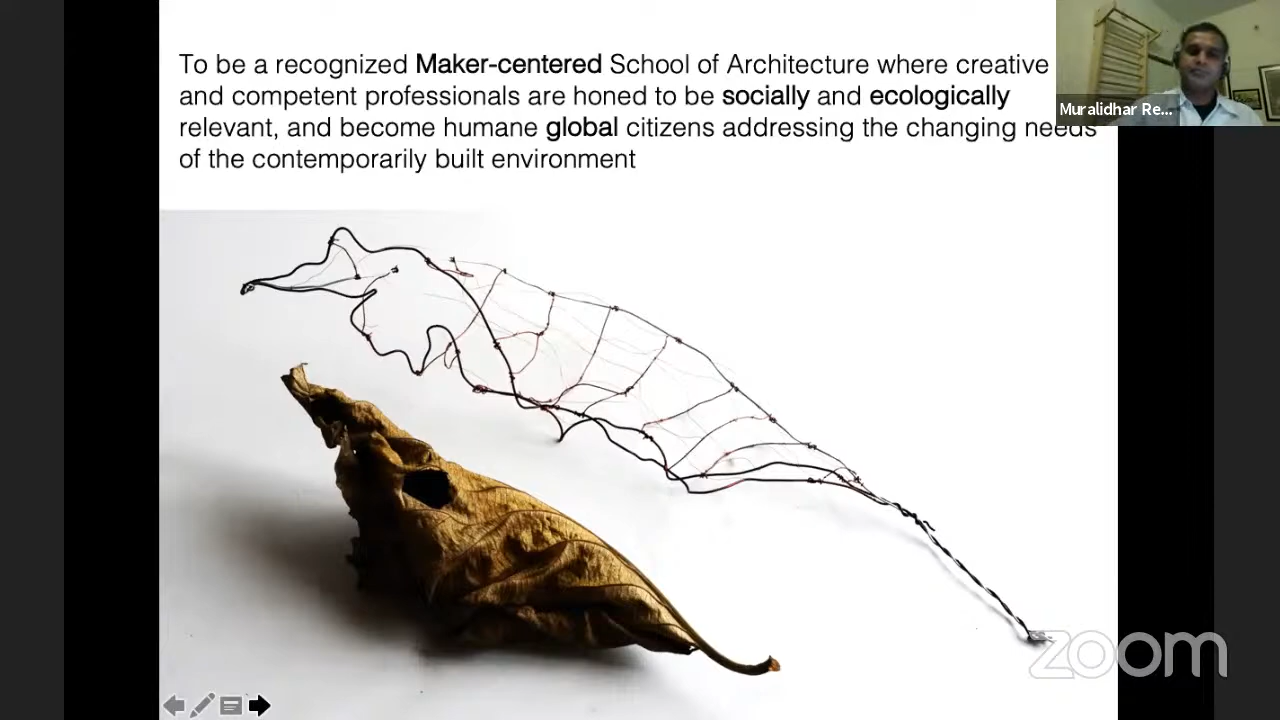 To be a recognized Maker-centered School of Architecture where creative
and competent professionals are honed to be socially and ecologically
relevant, and become humane global citizens addressing the changing needs
of the contemporarily built environment
Muralidhar Re...
zoom